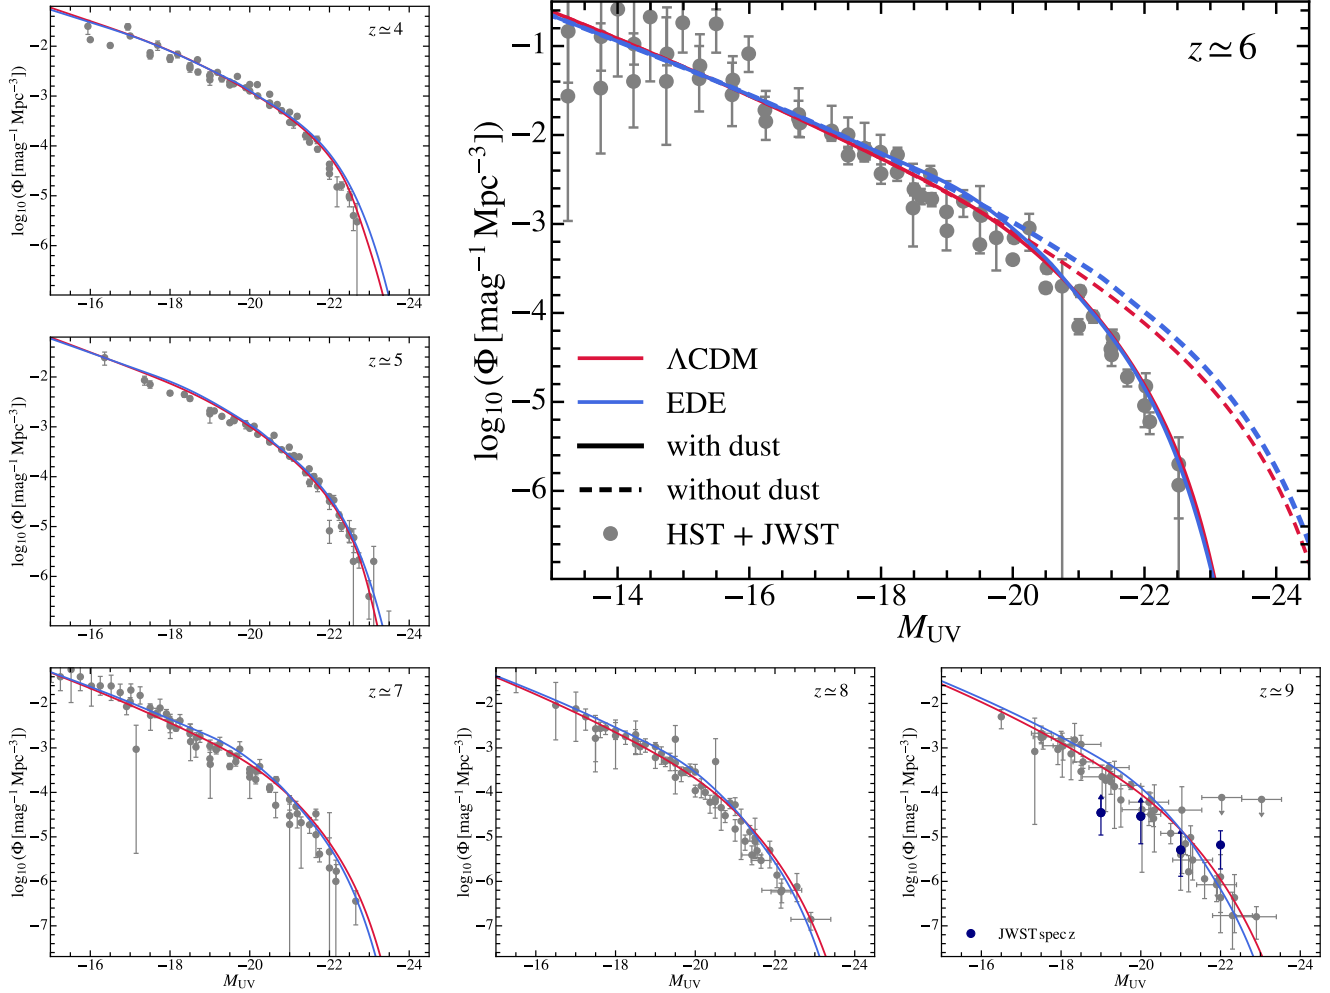 z ≃ 4
−2
−3
−4
−5
−6
log₁₀(Φ [mag⁻¹ Mpc⁻³])
−16
−18
−20
−22
−24
z ≃ 5
−2
−3
−4
−5
−6
log₁₀(Φ [mag⁻¹ Mpc⁻³])
−16
−18
−20
−22
−24
z ≃ 6
−1
−2
−3
−4
−5
−6
log₁₀(Φ [mag⁻¹ Mpc⁻³])
ΛCDM
EDE
with dust
without dust
HST + JWST
−14
−16
−18
−20
−22
−24
M_UV
z ≃ 7
−2
−3
−4
−5
−6
−7
log₁₀(Φ [mag⁻¹ Mpc⁻³])
−16
−18
−20
−22
−24
M_UV
z ≃ 8
−2
−3
−4
−5
−6
−7
log₁₀(Φ [mag⁻¹ Mpc⁻³])
−16
−18
−20
−22
−24
M_UV
z ≃ 9
−2
−3
−4
−5
−6
−7
log₁₀(Φ [mag⁻¹ Mpc⁻³])
JWST spec z
−16
−18
−20
−22
−24
M_UV